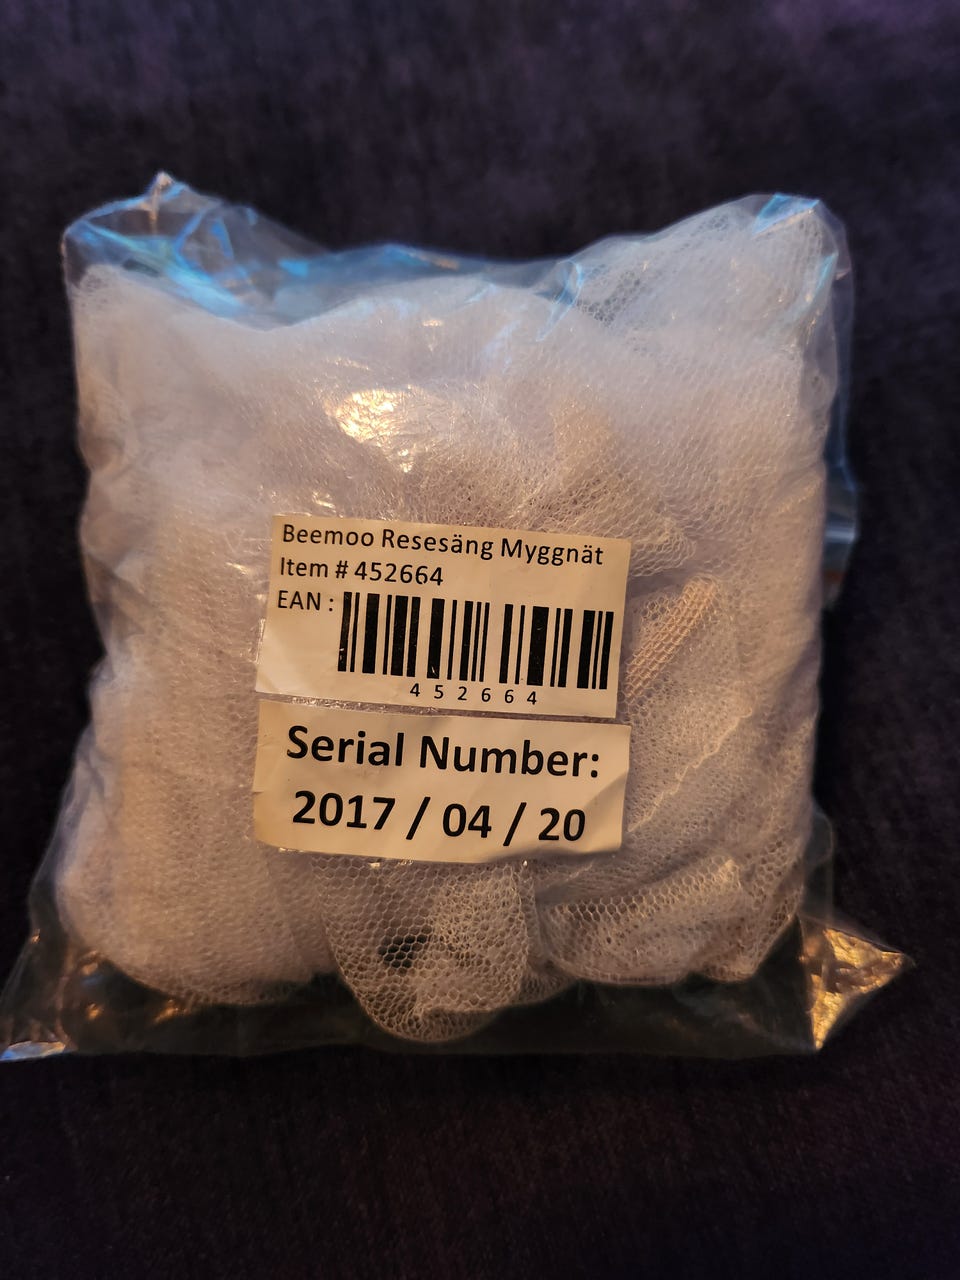 Beemoo Resesäng Myggnät
Item # 452664
EAN :
452664
Serial Number:
2017 / 04 / 20